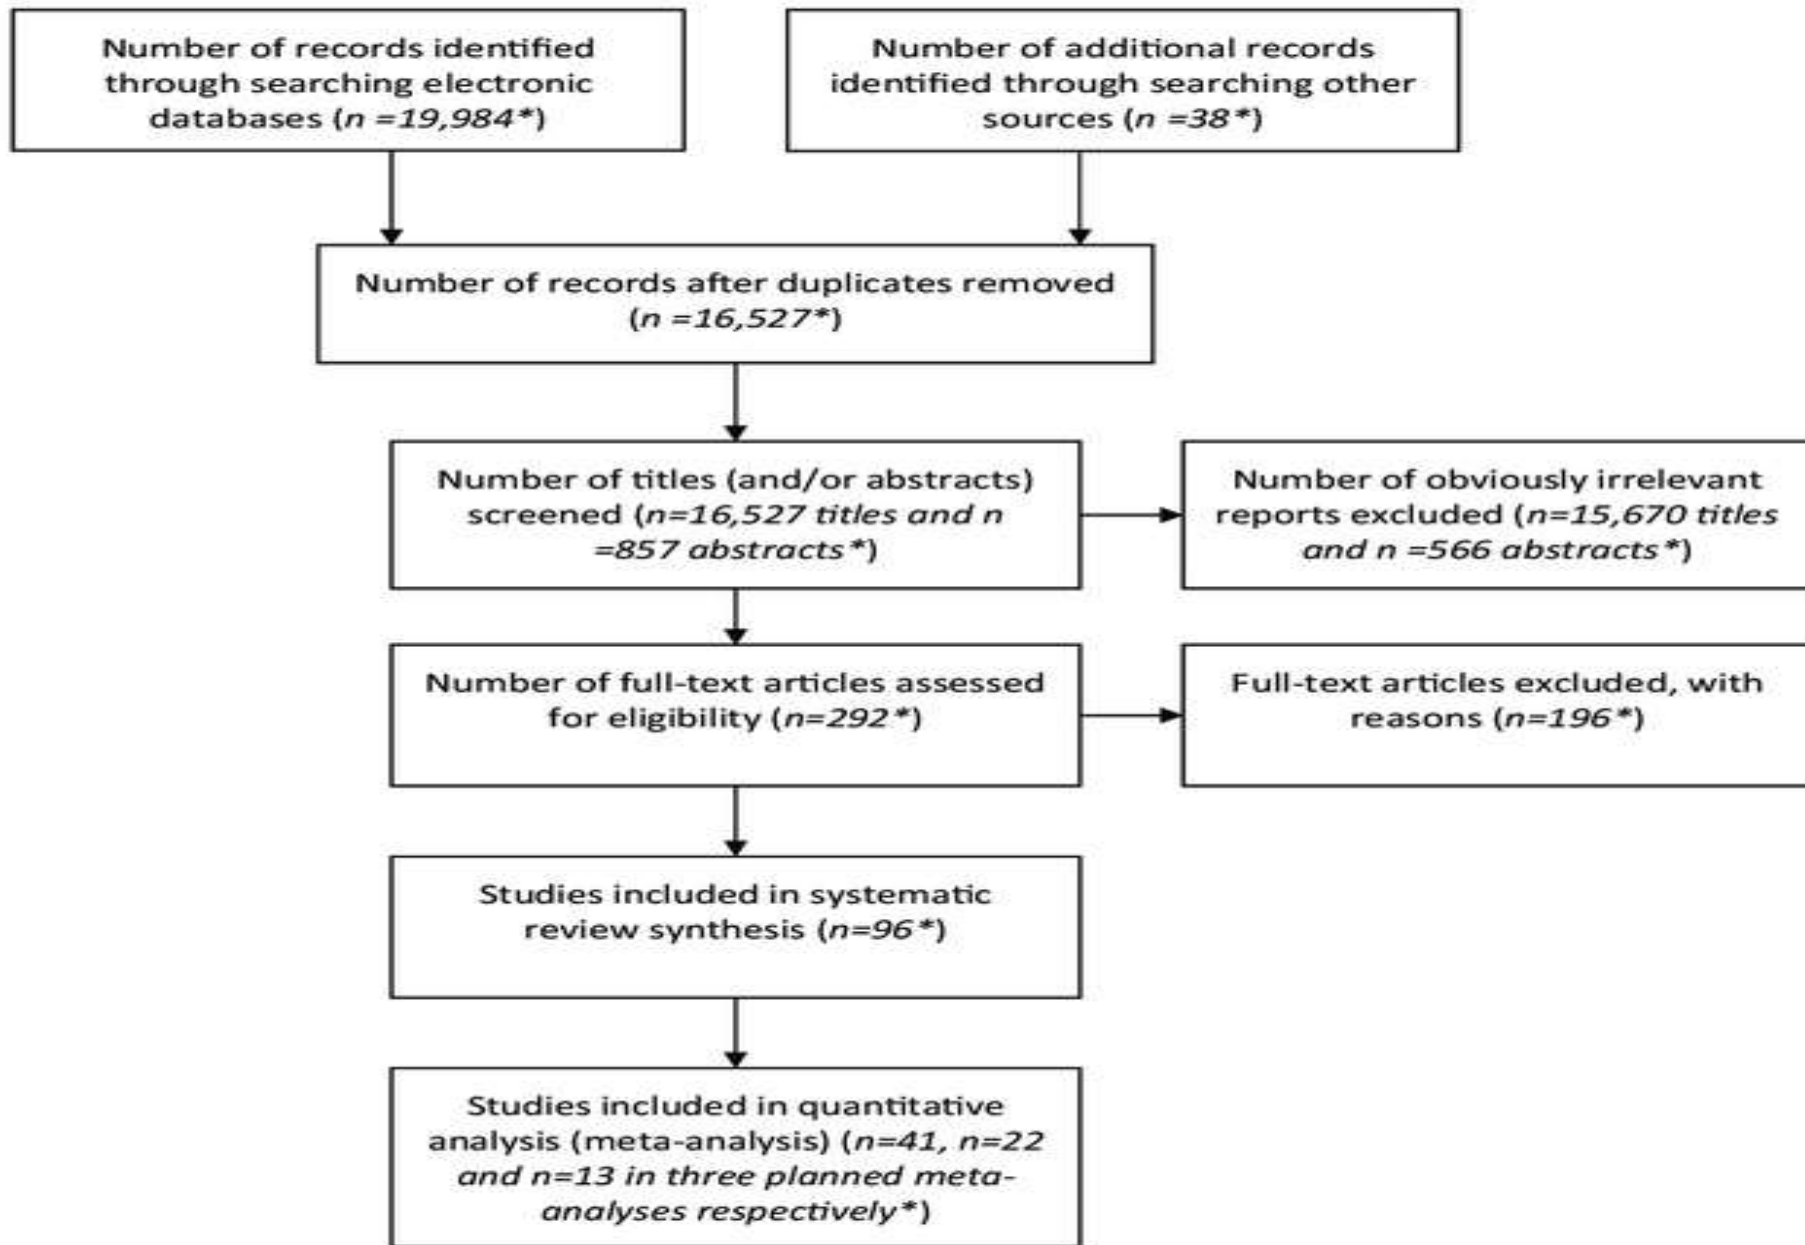 Number of records identified
through searching electronic
databases (n =19,984*)
Number of additional records
identified through searching other
sources (n =38*)
Number of records after duplicates removed
(n =16,527*)
Number of titles (and/or abstracts)
screened (n=16,527 titles and n
=857 abstracts*)
Number of obviously irrelevant
reports excluded (n=15,670 titles
and n =566 abstracts*)
Number of full-text articles assessed
for eligibility (n=292*)
Full-text articles excluded, with
reasons (n=196*)
Studies included in systematic
review synthesis (n=96*)
Studies included in quantitative
analysis (meta-analysis) (n=41, n=22
and n=13 in three planned meta-
analyses respectively*)